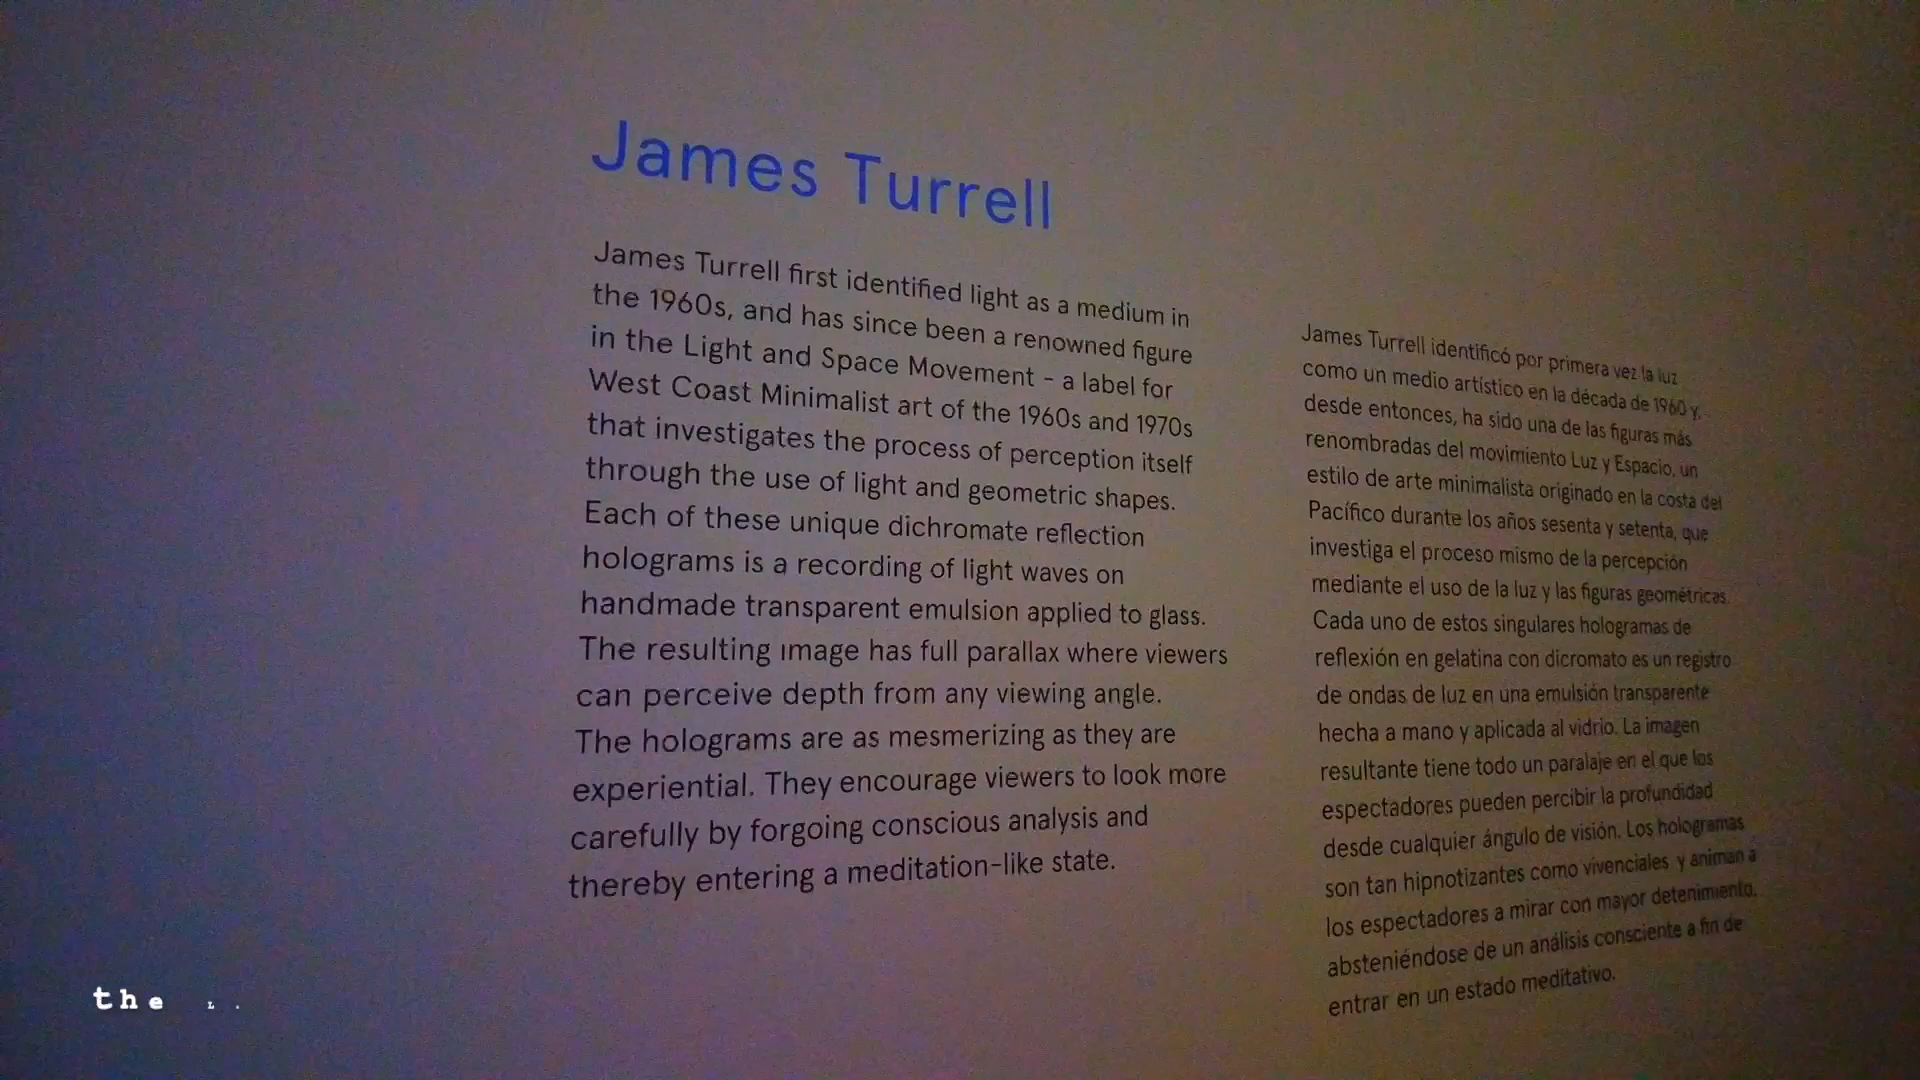 James Turrell
James Turrell first identified light as a medium in
the 1960s, and has since been a renowned figure
in the Light and Space Movement – a label for
West Coast Minimalist art of the 1960s and 1970s
that investigates the process of perception itself
through the use of light and geometric shapes.
Each of these unique dichromate reflection
holograms is a recording of light waves on
handmade transparent emulsion applied to glass.
The resulting image has full parallax where viewers
can perceive depth from any viewing angle.
The holograms are as mesmerizing as they are
experiential. They encourage viewers to look more
carefully by forgoing conscious analysis and
thereby entering a meditation-like state.
James Turrell identificó por primera vez la luz
como un medio artístico en la década de 1960 y,
desde entonces, ha sido una de las figuras más
renombradas del movimiento Luz y Espacio, un
estilo de arte minimalista originado en la costa del
Pacífico durante los años sesenta y setenta, que
investiga el proceso mismo de la percepción
mediante el uso de la luz y las figuras geométricas.
Cada uno de estos singulares hologramas de
reflexión en gelatina con dicromato es un registro
de ondas de luz en una emulsión transparente
hecha a mano y aplicada al vidrio. La imagen
resultante tiene todo un paralaje en el que los
espectadores pueden percibir la profundidad
desde cualquier ángulo de visión. Los hologramas
son tan hipnotizantes como vivenciales y animan a
los espectadores a mirar con mayor detenimiento,
absteniéndose de un análisis consciente a fin de
entrar en un estado meditativo.
the